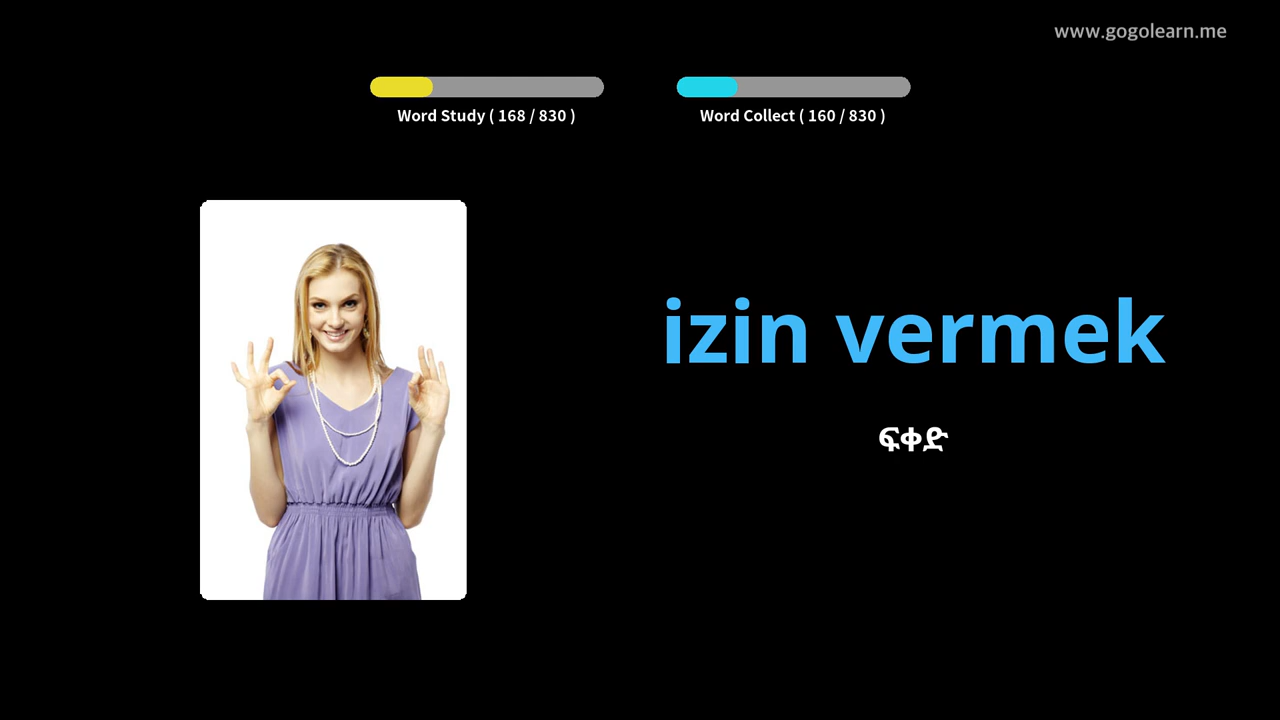 www.gogolearn.me
Word Study ( 168 / 830 )
Word Collect ( 160 / 830 )
izin vermek
ፍቀድ